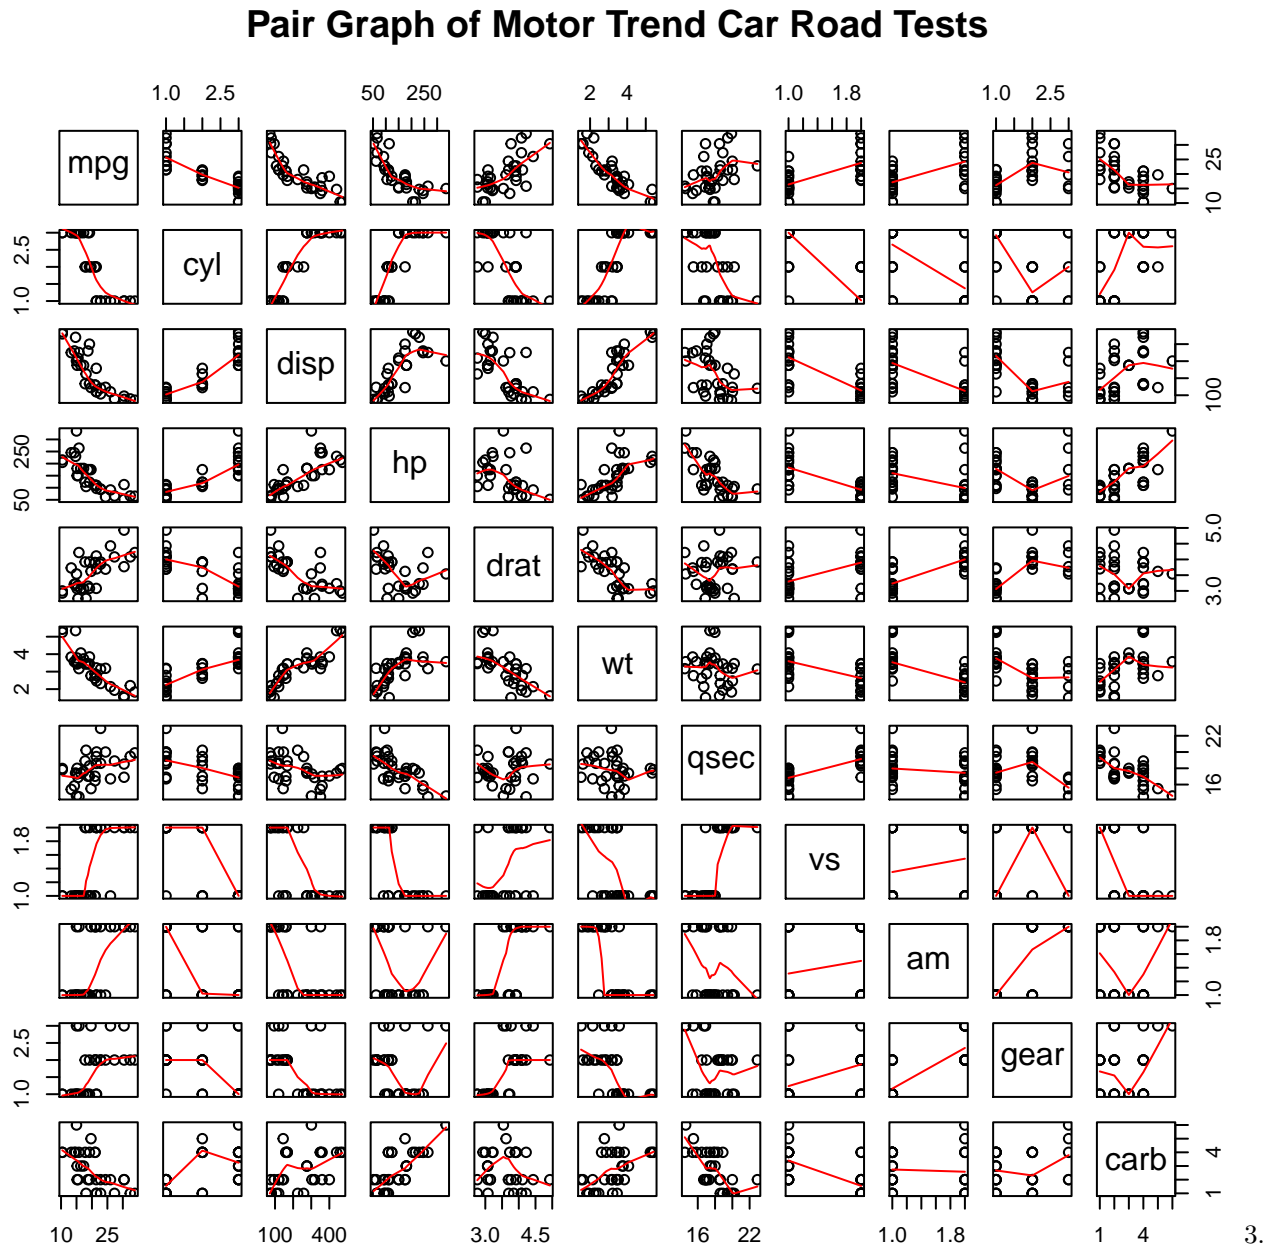 Pair Graph of Motor Trend Car Road Tests
1.0 2.5 50 250 2 4 1.0 1.8 1.0 2.5
mpg
10 25
cyl
1.0 2.5
disp
100 400
hp
50 250
drat
3.0 5.0
wt
2 4
qsec
16 22
vs
1.0 1.8
am
1.0 1.8
gear
1.0 2.5
carb
1 4
10 25 100 400 3.0 4.5 16 22 1.0 1.8 1 4
3.